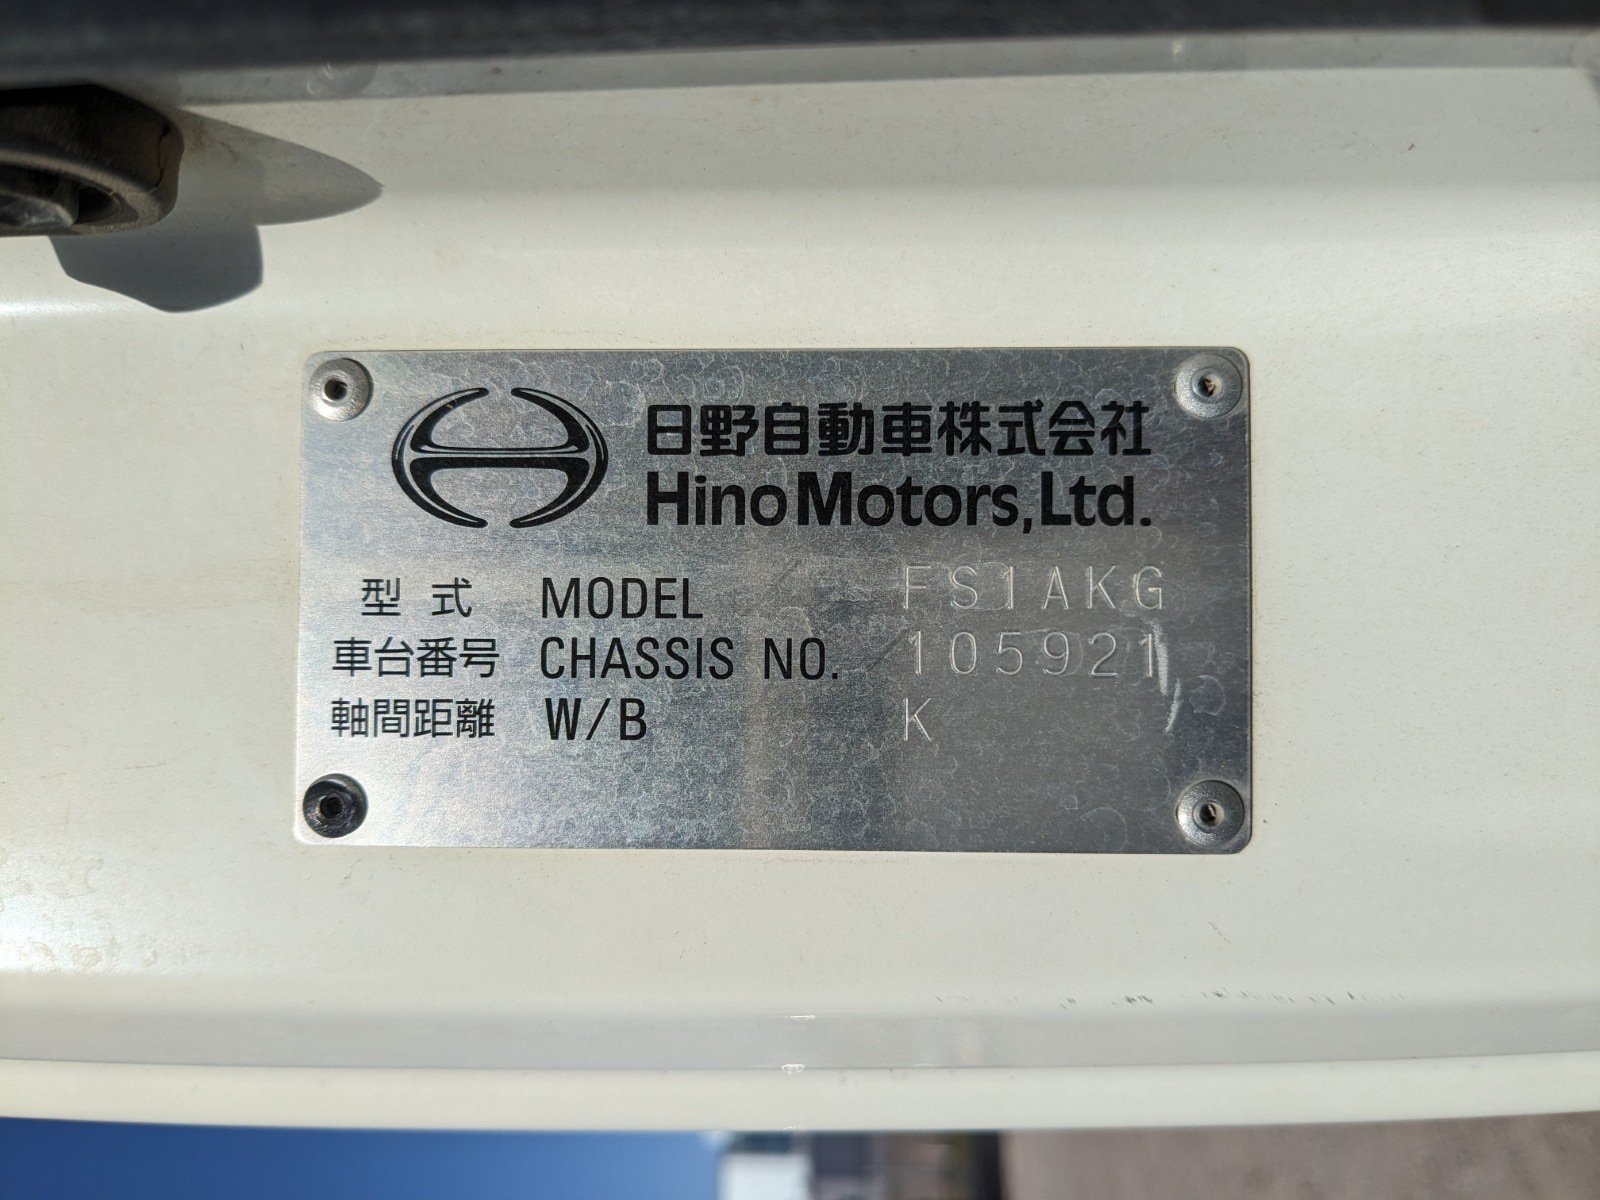 日野自動車株式会社
Hino Motors, Ltd.
型式 MODEL FS1AKG
車台番号 CHASSIS NO. 105921
軸間距離 W/B K